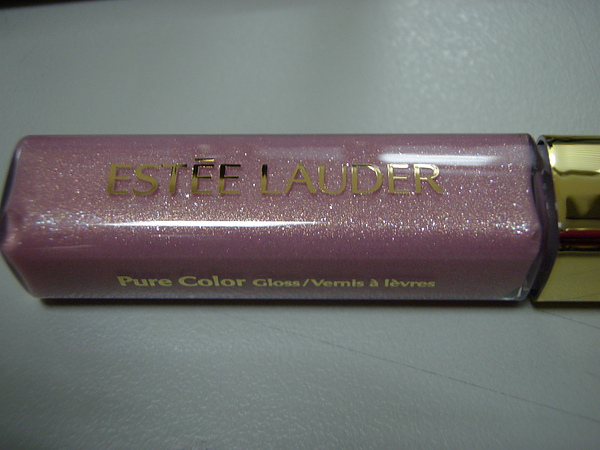 ESTĒE LAUDER
Pure Color Gloss/Vernis à lèvres